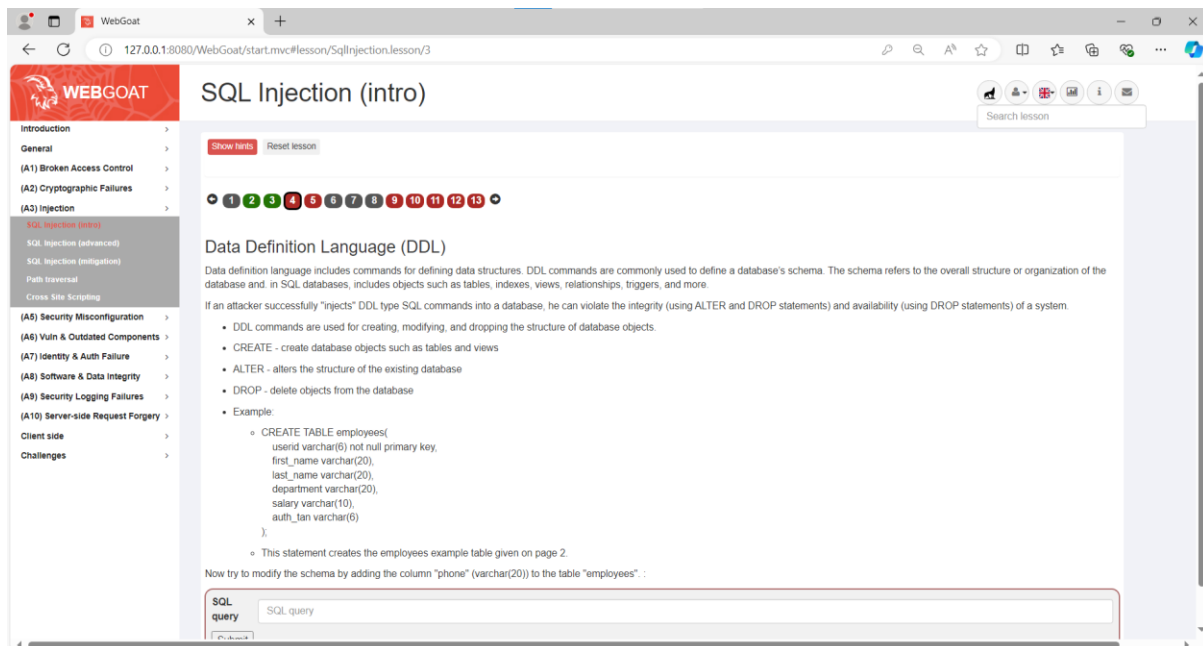 WebGoat
127.0.0.1:8080/WebGoat/start.mvc#lesson/SqlInjection.lesson/3
WEBGOAT
SQL Injection (intro)
Search lesson
Introduction
General
(A1) Broken Access Control
(A2) Cryptographic Failures
(A3) Injection
SQL Injection (intro)
SQL Injection (advanced)
SQL Injection (mitigation)
Path traversal
Cross Site Scripting
(A5) Security Misconfiguration
(A6) Vuln & Outdated Components
(A7) Identity & Auth Failure
(A8) Software & Data Integrity
(A9) Security Logging Failures
(A10) Server-side Request Forgery
Client side
Challenges
Show hints Reset lesson
1 2 3 4 5 6 7 8 9 10 11 12 13
Data Definition Language (DDL)
Data definition language includes commands for defining data structures. DDL commands are commonly used to define a database's schema. The schema refers to the overall structure or organization of the
database and. in SQL databases, includes objects such as tables, indexes, views, relationships, triggers, and more.
If an attacker successfully "injects" DDL type SQL commands into a database, he can violate the integrity (using ALTER and DROP statements) and availability (using DROP statements) of a system.
• DDL commands are used for creating, modifying, and dropping the structure of database objects.
• CREATE - create database objects such as tables and views
• ALTER - alters the structure of the existing database
• DROP - delete objects from the database
• Example:
◦ CREATE TABLE employees(
userid varchar(6) not null primary key,
first_name varchar(20),
last_name varchar(20),
department varchar(20),
salary varchar(10),
auth_tan varchar(6)
);
◦ This statement creates the employees example table given on page 2.
Now try to modify the schema by adding the column "phone" (varchar(20)) to the table "employees". :
SQL
query
SQL query
Submit